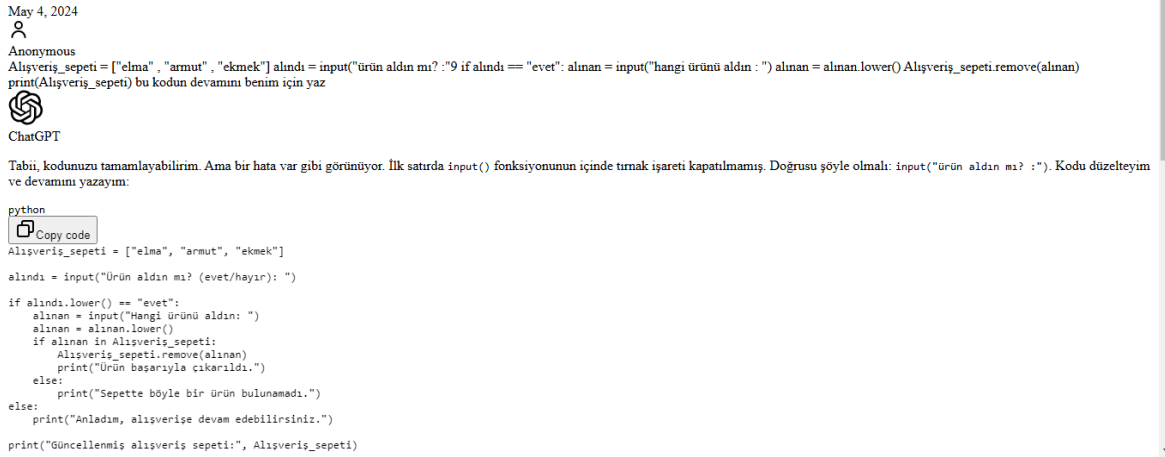 May 4, 2024
Anonymous
Alışveriş_sepeti = ["elma" , "armut" , "ekmek"] alındı = input("ürün aldın mı? :"9 if alındı == "evet": alınan = input("hangi ürünü aldın : ") alınan = alınan.lower() Alışveriş_sepeti.remove(alınan)
print(Alışveriş_sepeti) bu kodun devamını benim için yaz
ChatGPT
Tabii, kodunuzu tamamlayabilirim. Ama bir hata var gibi görünüyor. İlk satırda input() fonksiyonunun içinde tırnak işareti kapatılmamış. Doğrusu şöyle olmalı: input("ürün aldın mı? :"). Kodu düzelteyim
ve devamını yazayım:
python
Copy code
Alışveriş_sepeti = ["elma", "armut", "ekmek"]
alındı = input("Ürün aldın mı? (evet/hayır): ")
if alındı.lower() == "evet":
    alınan = input("Hangi ürünü aldın: ")
    alınan = alınan.lower()
    if alınan in Alışveriş_sepeti:
        Alışveriş_sepeti.remove(alınan)
        print("Ürün başarıyla çıkarıldı.")
    else:
        print("Sepette böyle bir ürün bulunamadı.")
else:
    print("Anladım, alışverişe devam edebilirsiniz.")
print("Güncellenmiş alışveriş sepeti:", Alışveriş_sepeti)